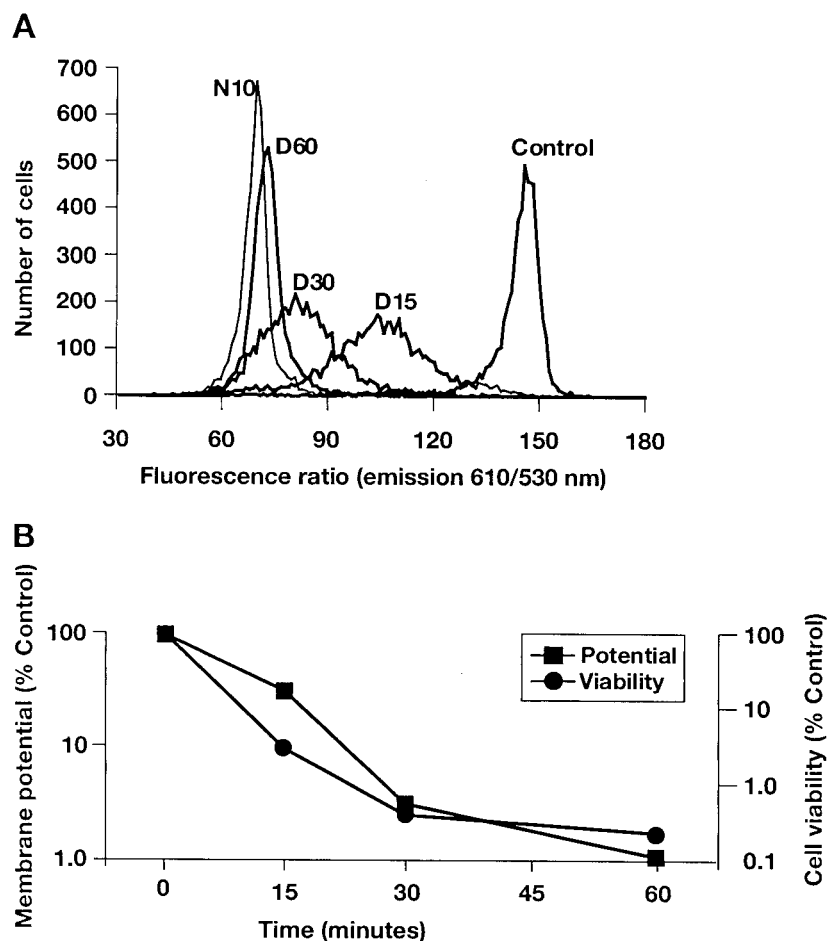 A
700
600
500
400
300
200
100
0
Number of cells
N10
D60
D30
D15
Control
30 60 90 120 150 180
Fluorescence ratio (emission 610/530 nm)
B
Membrane potential (% Control)
100
10
1.0
Potential
Viability
100
10
1.0
0.1
Cell viability (% Control)
0 15 30 45 60
Time (minutes)